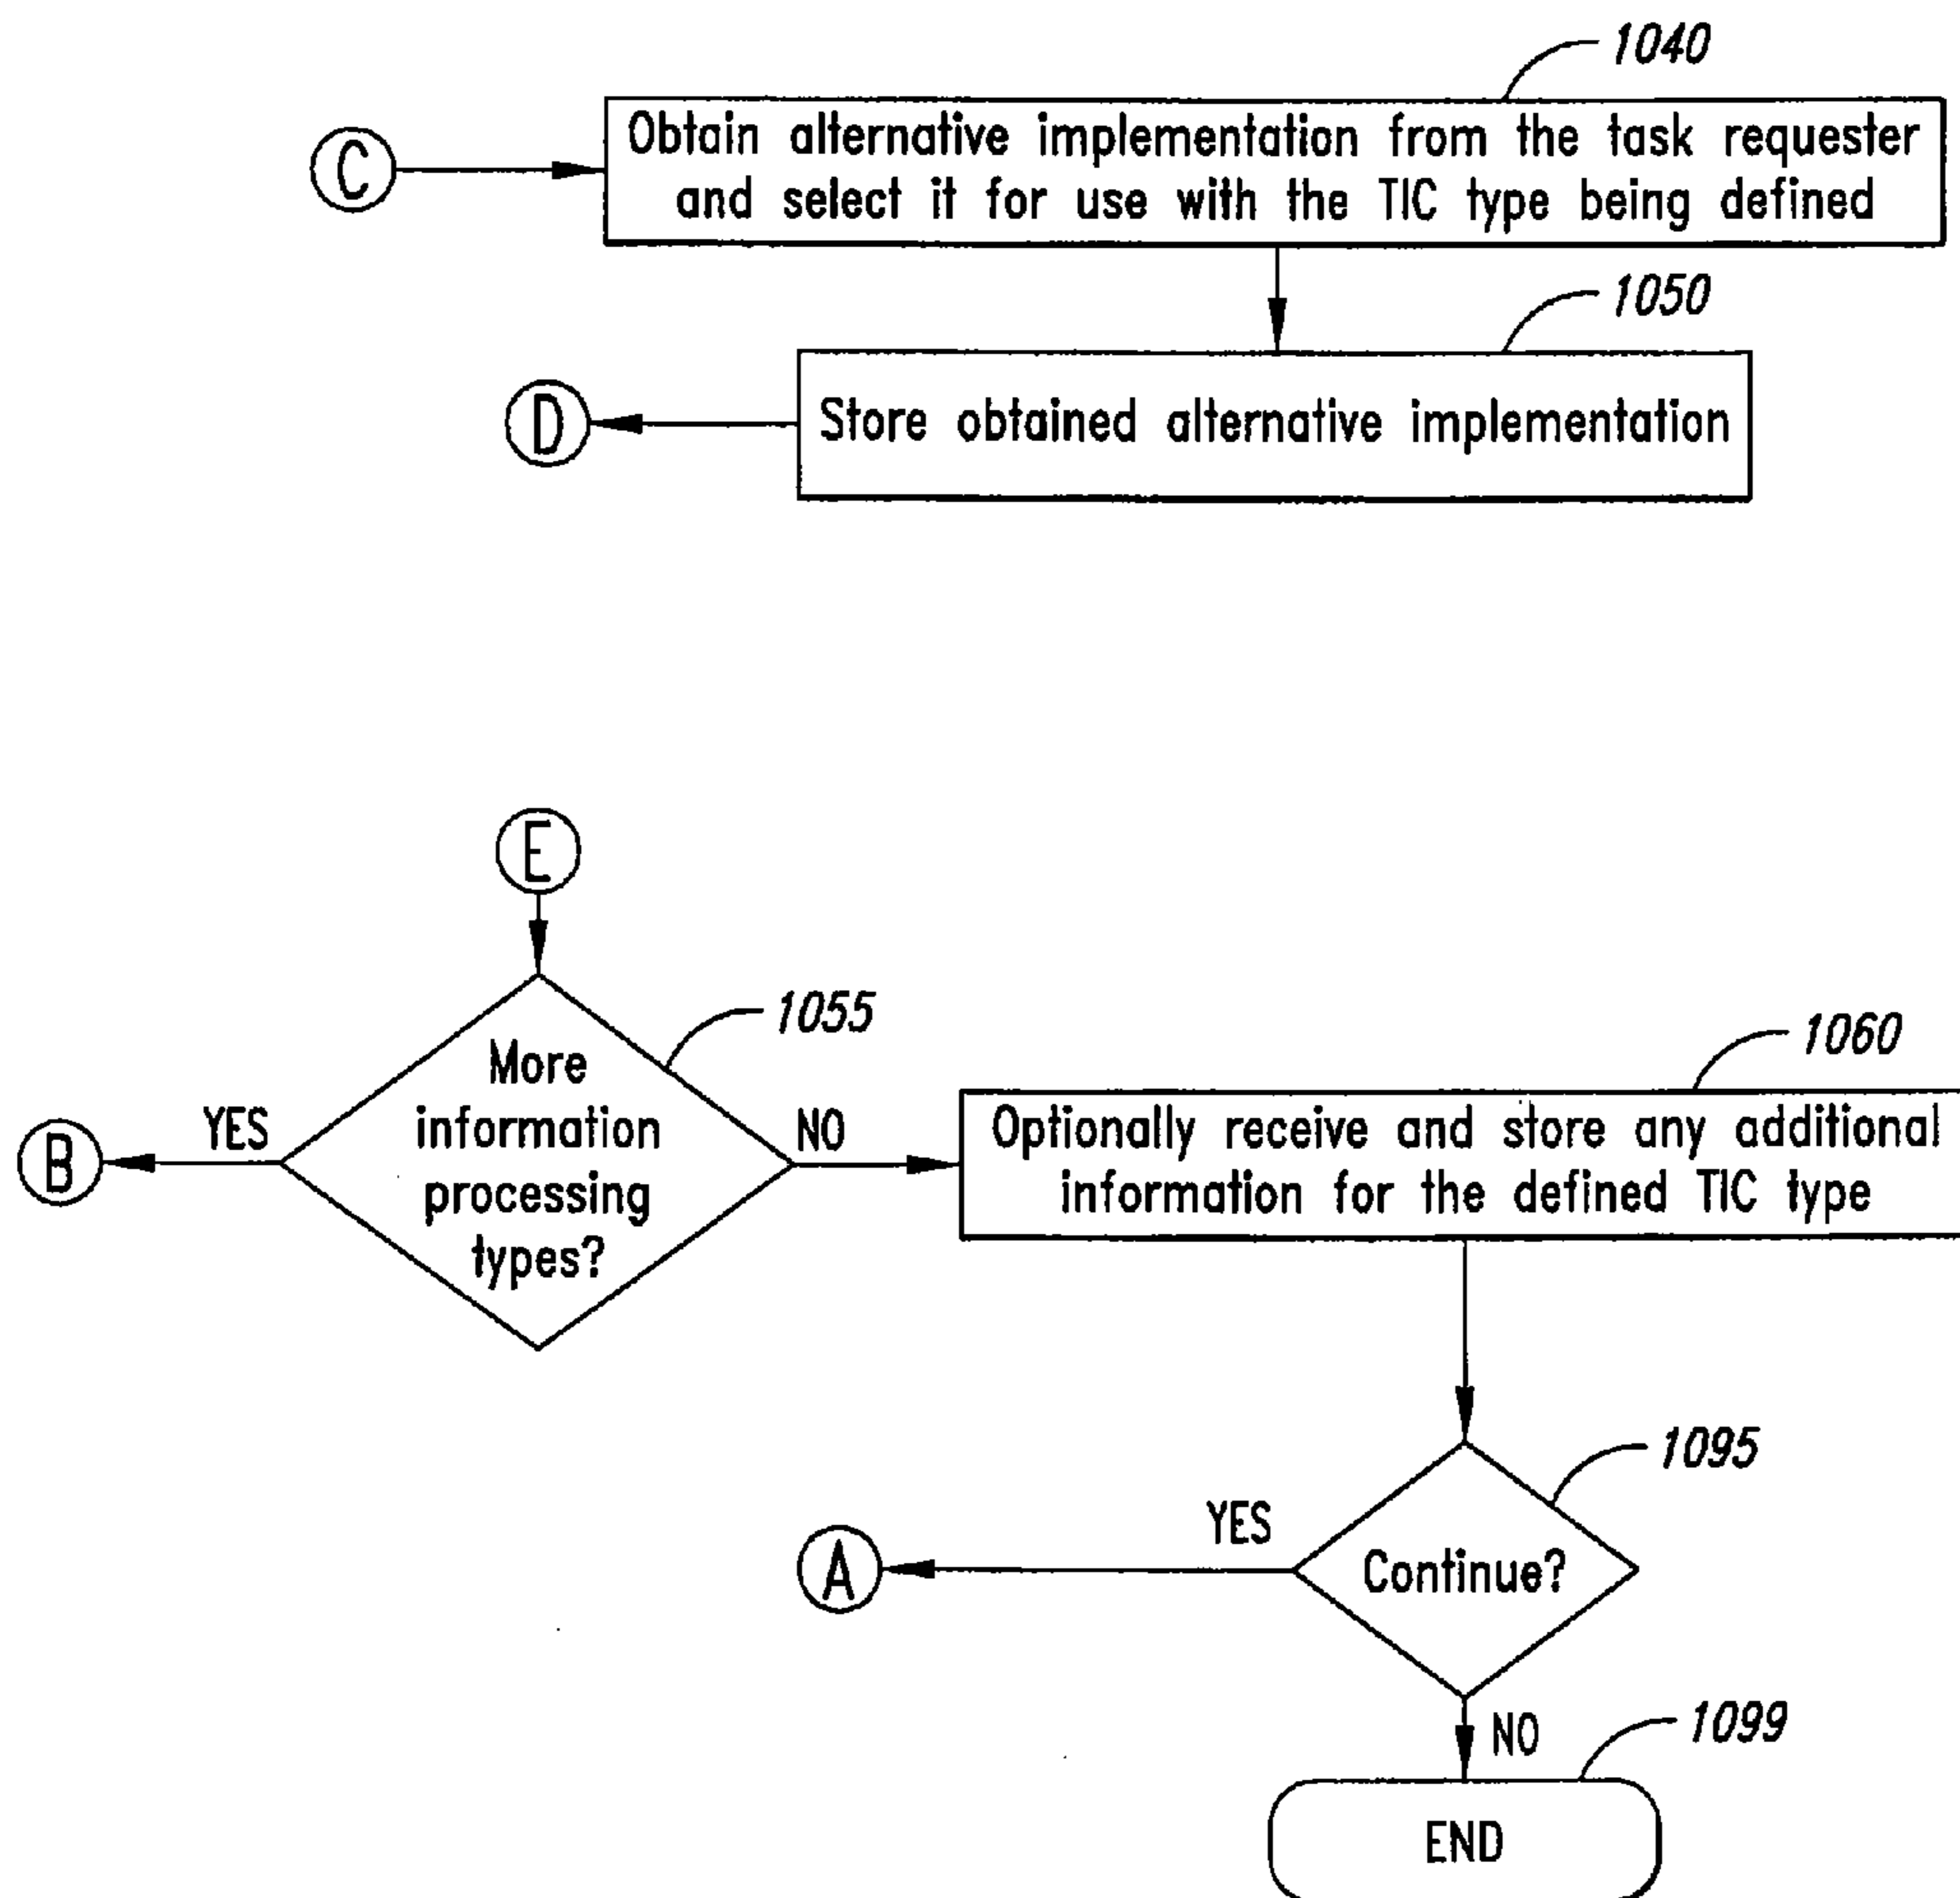 1040
C
Obtain alternative implementation from the task requester
and select it for use with the TIC type being defined
1050
D
Store obtained alternative implementation
E
1055
More
information
processing
types?
YES
B
NO
1060
Optionally receive and store any additional
information for the defined TIC type
1095
YES
A
Continue?
NO
1099
END